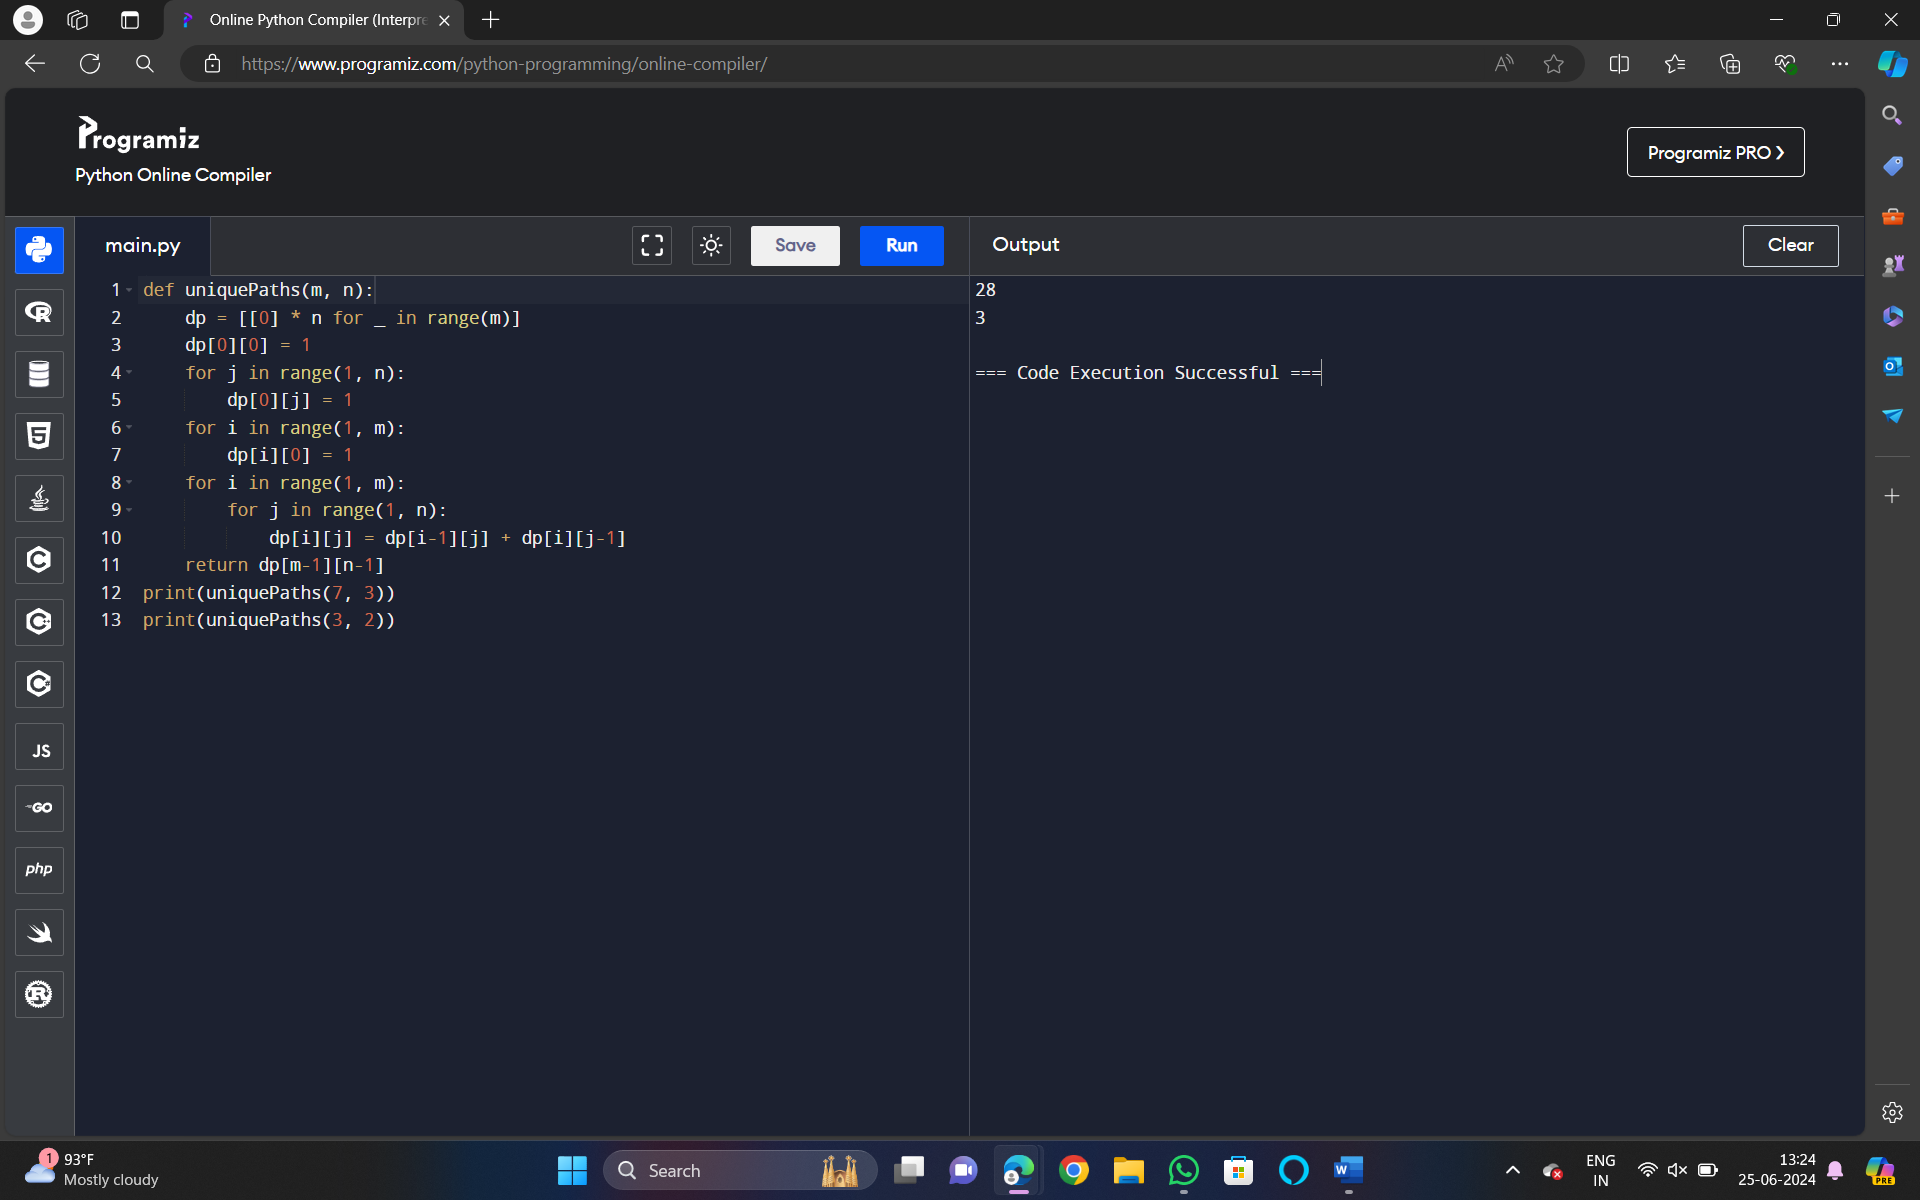 Online Python Compiler (Interpre
https://www.programiz.com/python-programming/online-compiler/
Programiz
Python Online Compiler
Programiz PRO ❯
main.py
Save
Run
Output
Clear
1 def uniquePaths(m, n):
2     dp = [[0] * n for _ in range(m)]
3     dp[0][0] = 1
4     for j in range(1, n):
5         dp[0][j] = 1
6     for i in range(1, m):
7         dp[i][0] = 1
8     for i in range(1, m):
9         for j in range(1, n):
10             dp[i][j] = dp[i-1][j] + dp[i][j-1]
11     return dp[m-1][n-1]
12 print(uniquePaths(7, 3))
13 print(uniquePaths(3, 2))
28
3
=== Code Execution Successful ===
JS
GO
php
1
93°F
Mostly cloudy
Search
ENG
IN
13:24
25-06-2024
PRE